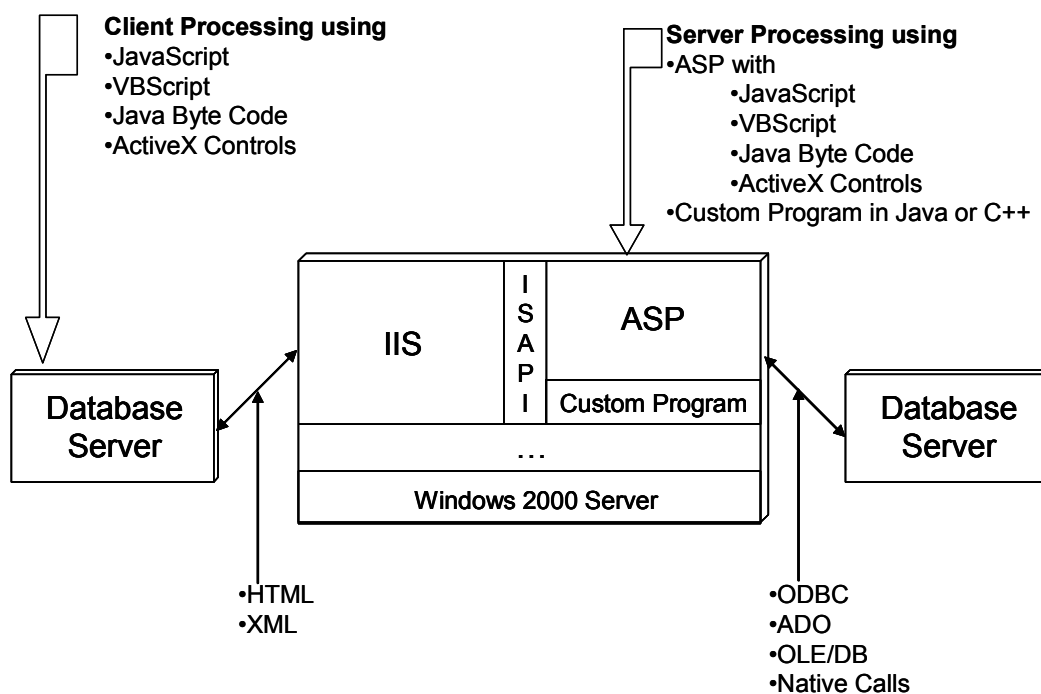 Client Processing using
•JavaScript
•VBScript
•Java Byte Code
•ActiveX Controls
Server Processing using
•ASP with
•JavaScript
•VBScript
•Java Byte Code
•ActiveX Controls
•Custom Program in Java or C++
Database
Server
IIS
I
S
A
P
I
ASP
Custom Program
...
Windows 2000 Server
Database
Server
•HTML
•XML
•ODBC
•ADO
•OLE/DB
•Native Calls